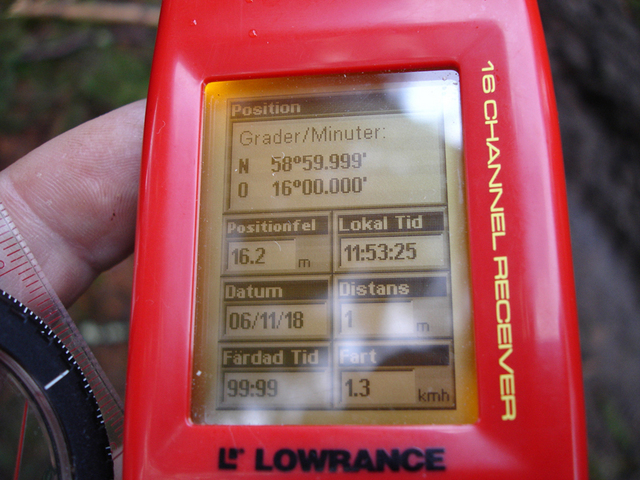 Position
Grader/Minuter:
N 58°59.999'
O 16°00.000'
Positionfel Lokal Tid
16.2 m 11:53:25
Datum Distans
06/11/18 1 m
Färdad Tid Fart
99:99 1.3 kmh
LOWRANCE
16 CHANNEL RECEIVER